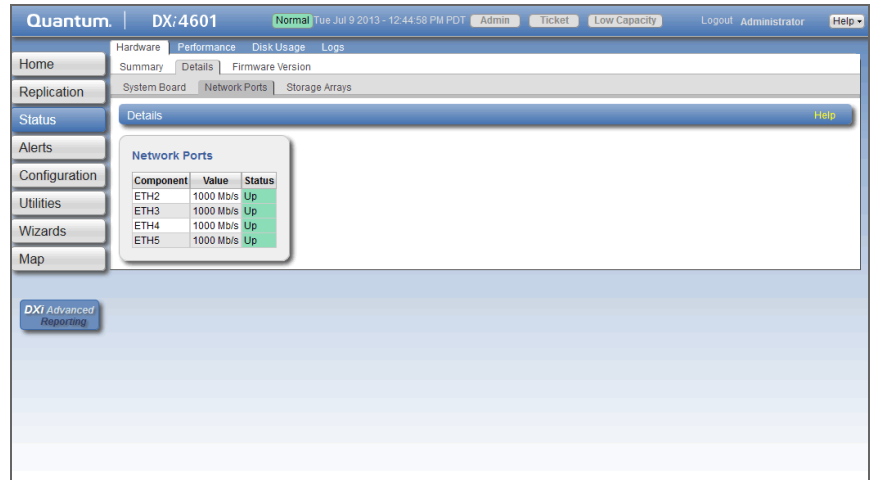 Quantum. DXi4601 Normal Tue Jul 9 2013 - 12:44:58 PM PDT Admin Ticket Low Capacity Logout Administrator Help
Hardware Performance Disk Usage Logs
Home
Summary Details Firmware Version
Replication
System Board Network Ports Storage Arrays
Status
Details Help
Alerts
Configuration
Utilities
Wizards
Map
Network Ports
Component Value Status
ETH2 1000 Mb/s Up
ETH3 1000 Mb/s Up
ETH4 1000 Mb/s Up
ETH5 1000 Mb/s Up
DXi Advanced
Reporting